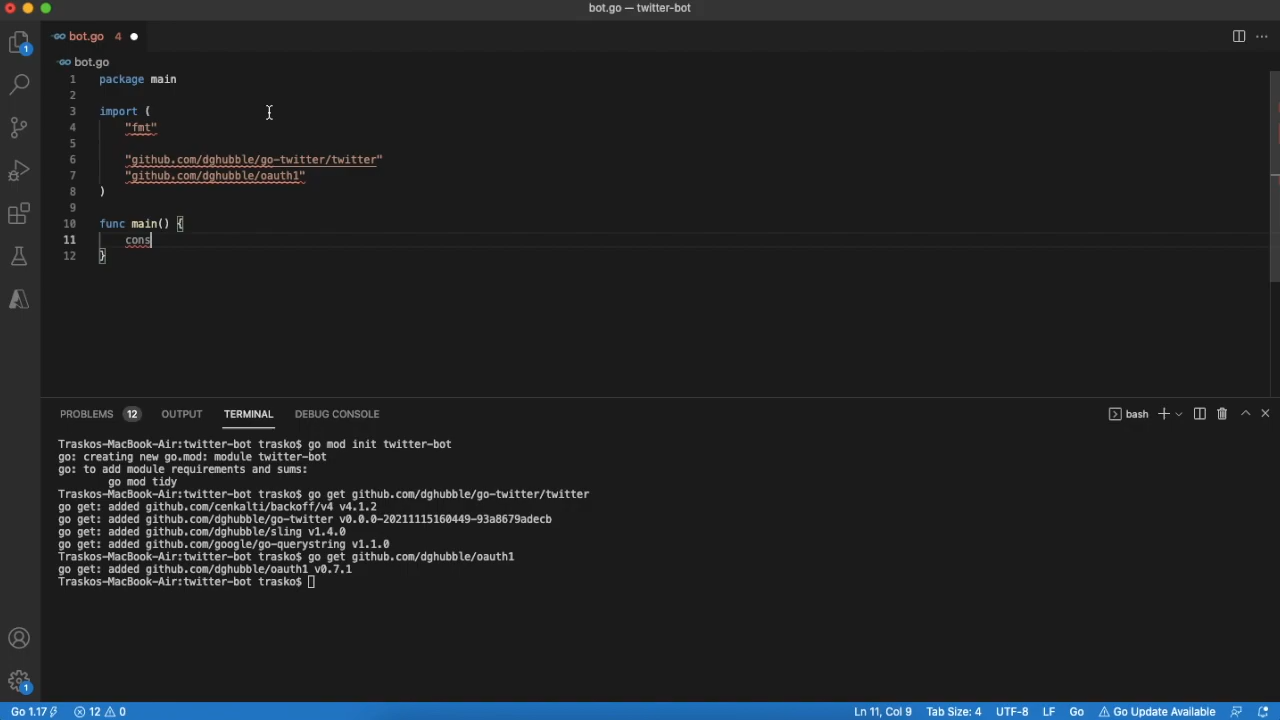 bot.go — twitter-bot
bot.go 4
bot.go
1 package main
2
3 import (
4 "fmt"
5
6 "github.com/dghubble/go-twitter/twitter"
7 "github.com/dghubble/oauth1"
8 )
9
10 func main() {
11 cons
12 }
1
PROBLEMS 12 OUTPUT TERMINAL DEBUG CONSOLE bash
Traskos-MacBook-Air:twitter-bot trasko$ go mod init twitter-bot
go: creating new go.mod: module twitter-bot
go: to add module requirements and sums:
go mod tidy
Traskos-MacBook-Air:twitter-bot trasko$ go get github.com/dghubble/go-twitter/twitter
go get: added github.com/cenkalti/backoff/v4 v4.1.2
go get: added github.com/dghubble/go-twitter v0.0.0-20211115160449-93a8679adecb
go get: added github.com/dghubble/sling v1.4.0
go get: added github.com/google/go-querystring v1.1.0
Traskos-MacBook-Air:twitter-bot trasko$ go get github.com/dghubble/oauth1
go get: added github.com/dghubble/oauth1 v0.7.1
Traskos-MacBook-Air:twitter-bot trasko$
1
Go 1.17 12 0 Ln 11, Col 9 Tab Size: 4 UTF-8 LF Go Go Update Available